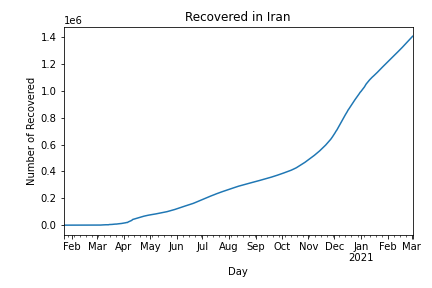 Recovered in Iran
1e6
1.4
1.2
1.0
0.8
0.6
0.4
0.2
0.0
Number of Recovered
Feb Mar Apr May Jun Jul Aug Sep Oct Nov Dec Jan Feb Mar
2021
Day